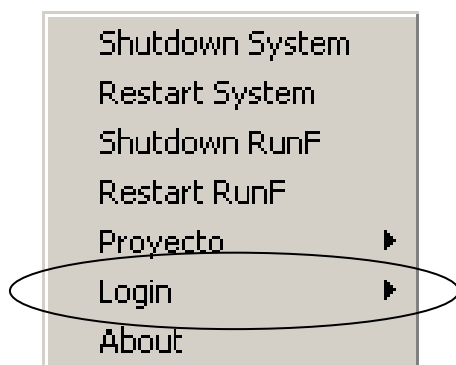 Shutdown System
Restart System
Shutdown RunF
Restart RunF
Proyecto
Login
About